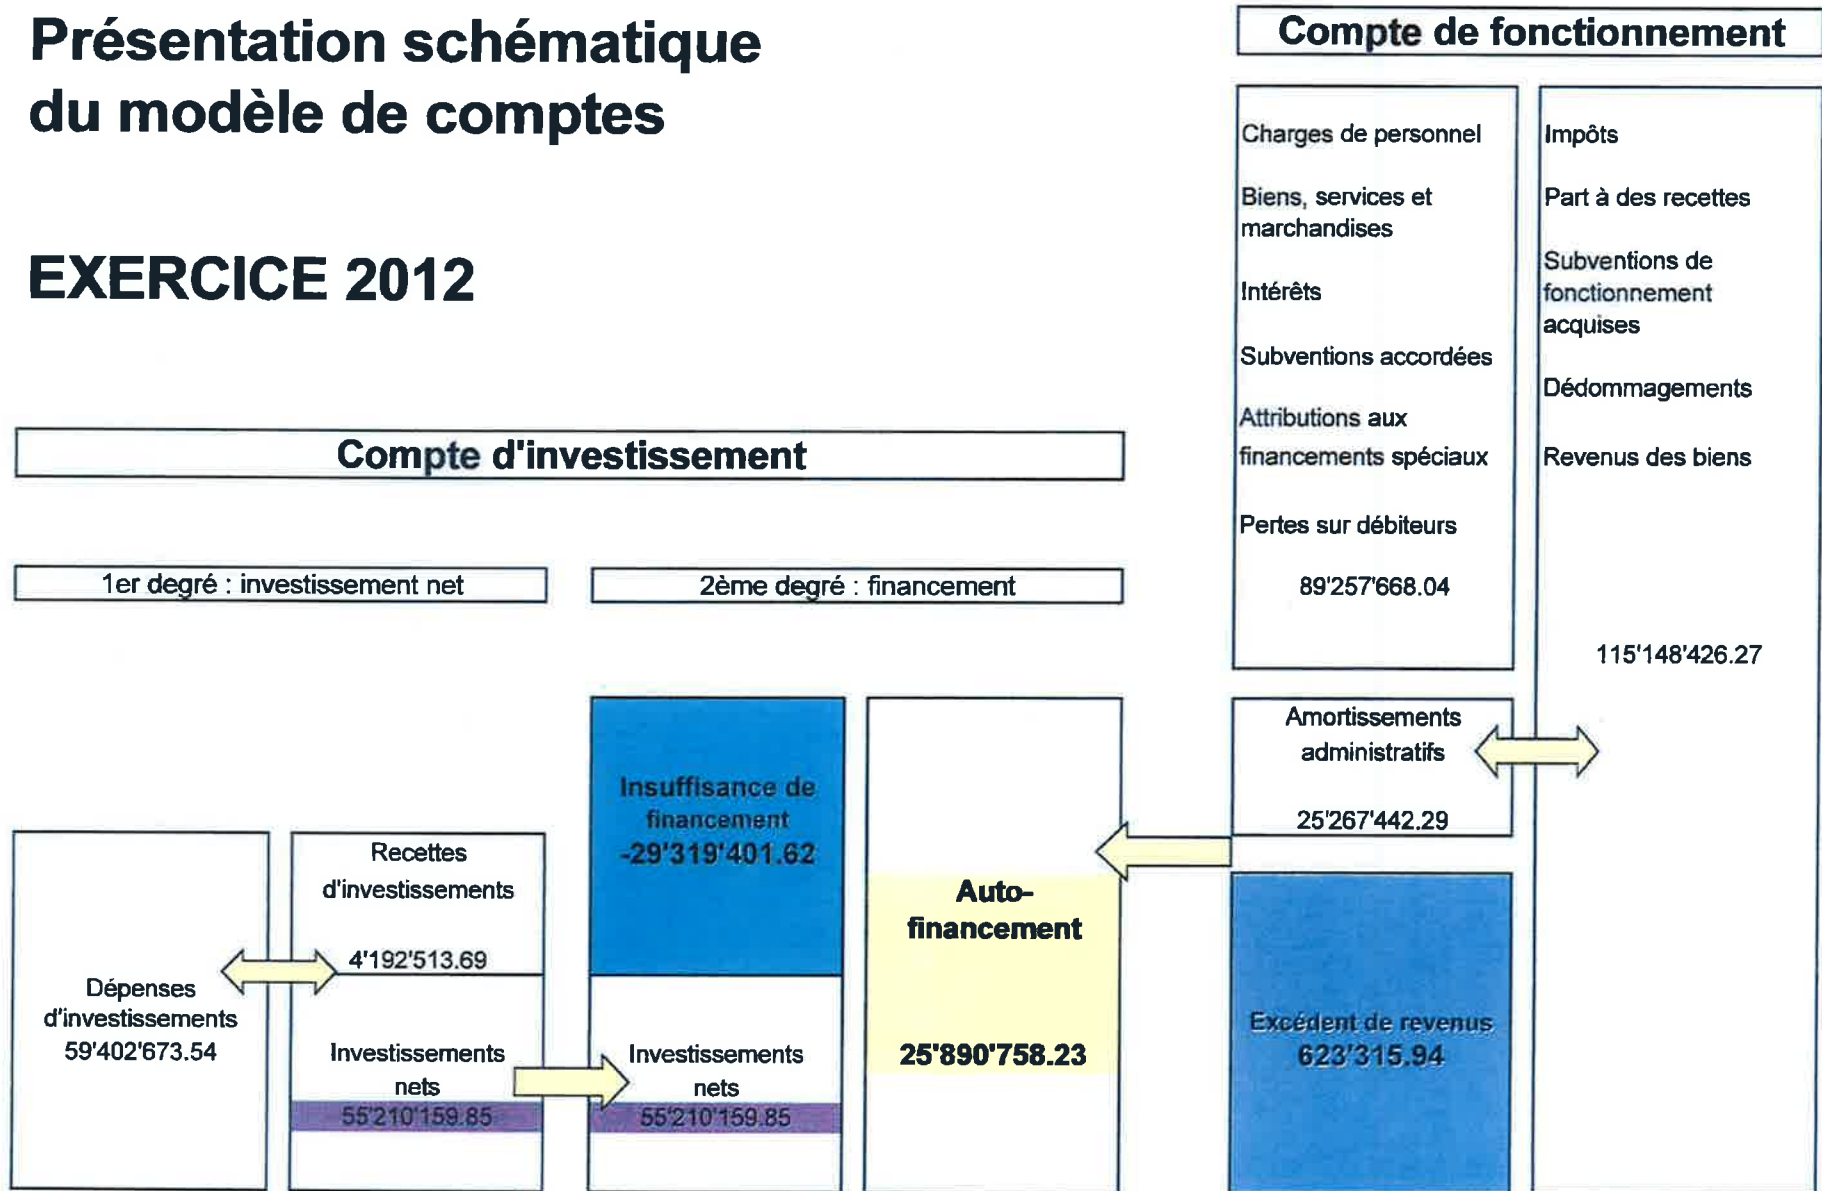 Présentation schématique
du modèle de comptes
EXERCICE 2012
Compte de fonctionnement
Charges de personnel
Biens, services et
marchandises
Intérêts
Subventions accordées
Attributions aux
financements spéciaux
Pertes sur débiteurs
89'257'668.04
Impôts
Part à des recettes
Subventions de
fonctionnement
acquises
Dédommagements
Revenus des biens
115'148'426.27
Compte d'investissement
1er degré : investissement net
2ème degré : financement
Dépenses
d'investissements
59'402'673.54
Recettes
d'investissements
4'192'513.69
Investissements
nets
55'210'159.85
Insuffisance de
financement
-29'319'401.62
Investissements
nets
55'210'159.85
Auto-
financement
25'890'758.23
Amortissements
administratifs
25'267'442.29
Excédent de revenus
623'315.94